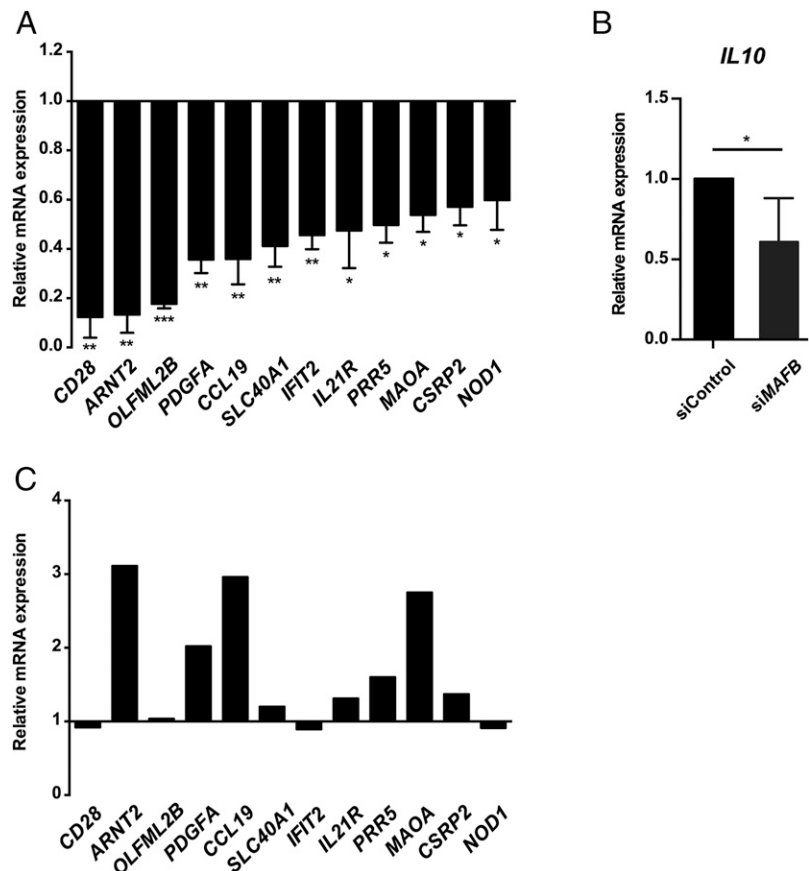 A
Relative mRNA expression
1.2
1.0
0.8
0.6
0.4
0.2
0.0
** ** *** ** ** ** ** * * * * *
CD28 ARNT2 OLFML2B PDGFA CCL19 SLC40A1 IFIT2 IL21R PRR5 MAOA CSRP2 NOD1
B
IL10
Relative mRNA expression
1.5
1.0
0.5
0.0
*
siControl siMAFB
C
Relative mRNA expression
4
3
2
1
0
CD28 ARNT2 OLFML2B PDGFA CCL19 SLC40A1 IFIT2 IL21R PRR5 MAOA CSRP2 NOD1